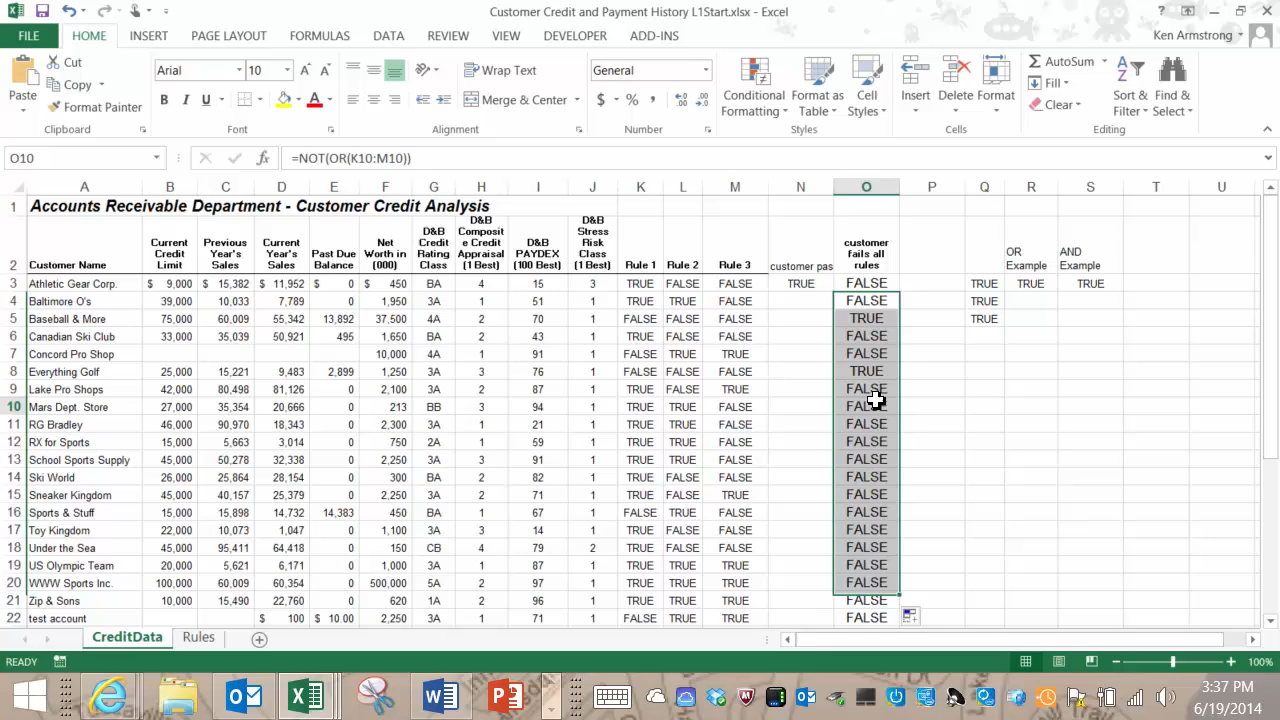 Customer Credit and Payment History L1Start.xlsx - Excel
FILE HOME INSERT PAGE LAYOUT FORMULAS DATA REVIEW VIEW DEVELOPER ADD-INS Ken Armstrong
Paste Cut Copy Format Painter
Arial 10 B I U A A A
Wrap Text Merge & Center
General $ % ,
Conditional Formatting Format as Table Cell Styles
Insert Delete Format
AutoSum Fill Clear Sort & Filter Find & Select
Clipboard Font Alignment Number Styles Cells Editing
O10 fx =NOT(OR(K10:M10))
A B C D E F G H I J K L M N O P Q R S T U
1 Accounts Receivable Department - Customer Credit Analysis
2 Customer Name Current Credit Limit Previous Year's Sales Current Year's Sales Past Due Balance Net Worth in (000) D&B Credit Rating Class D&B Composit e Credit Appraisal (1 Best) D&B PAYDEX (100 Best) D&B Stress Risk Class (1 Best) Rule 1 Rule 2 Rule 3 customer pas customer fails all rules OR Example AND Example
3 Athletic Gear Corp. $ 9,000 $ 15,382 $ 11,952 $ 0 $ 450 BA 4 15 3 TRUE FALSE FALSE TRUE FALSE TRUE TRUE TRUE
4 Baltimore O's 39,000 10,033 7,789 0 1,950 3A 1 51 1 TRUE TRUE FALSE FALSE TRUE
5 Baseball & More 75,000 60,009 55,342 13,892 37,500 4A 2 70 1 FALSE FALSE FALSE TRUE TRUE
6 Canadian Ski Club 33,000 35,039 50,921 495 1,650 BA 2 43 1 TRUE TRUE FALSE FALSE
7 Concord Pro Shop 10,000 4A 1 91 1 FALSE TRUE TRUE FALSE
8 Everything Golf 25,000 15,221 9,483 2,899 1,250 3A 3 76 1 FALSE FALSE FALSE TRUE
9 Lake Pro Shops 42,000 80,498 81,126 0 2,100 3A 2 87 1 TRUE FALSE TRUE FALSE
10 Mars Dept. Store 27,000 35,354 20,666 0 213 BB 3 94 1 TRUE TRUE FALSE FALSE
11 RG Bradley 46,000 90,970 18,343 0 2,300 3A 1 21 1 TRUE TRUE FALSE FALSE
12 RX for Sports 15,000 5,663 3,014 0 750 2A 1 59 1 TRUE TRUE FALSE FALSE
13 School Sports Supply 45,000 50,278 32,338 0 2,250 3A 3 91 1 TRUE TRUE FALSE FALSE
14 Ski World 26,000 25,864 28,154 0 300 BA 2 82 1 TRUE FALSE FALSE FALSE
15 Sneaker Kingdom 45,000 40,157 25,379 0 2,250 3A 2 71 1 TRUE FALSE TRUE FALSE
16 Sports & Stuff 15,000 15,898 14,732 14,383 450 BA 1 67 1 FALSE TRUE FALSE FALSE
17 Toy Kingdom 22,000 10,073 1,047 0 1,100 3A 3 14 1 TRUE FALSE FALSE FALSE
18 Under the Sea 45,000 95,411 64,418 0 150 CB 4 79 2 TRUE FALSE FALSE FALSE
19 US Olympic Team 20,000 5,621 6,171 0 1,000 3A 1 87 1 TRUE TRUE TRUE FALSE
20 WWW Sports Inc. 100,000 60,009 60,354 0 500,000 5A 2 97 1 TRUE TRUE TRUE FALSE
21 Zip & Sons 10,000 15,490 22,760 0 620 1A 2 96 1 TRUE TRUE FALSE FALSE
22 test account $ 100 $ 10.00 2,250 3A 1 71 1 FALSE TRUE TRUE FALSE
CreditData Rules
READY 100%
3:37 PM
6/19/2014